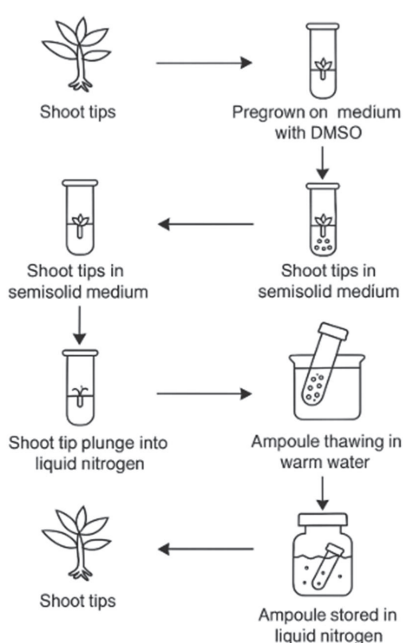 Shoot tips
Pregrown on medium
with DMSO
Shoot tips in
semisolid medium
Shoot tips in
semisolid medium
Shoot tip plunge into
liquid nitrogen
Ampoule thawing in
warm water
Shoot tips
Ampoule stored in
liquid nitrogen